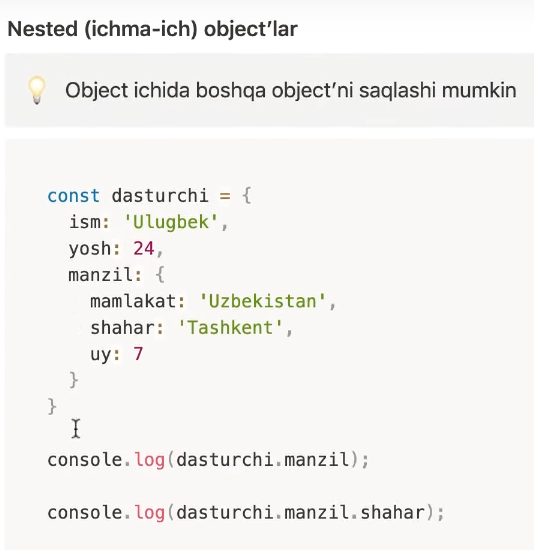 Nested (ichma-ich) object’lar
Object ichida boshqa object’ni saqlashi mumkin
const dasturchi = {
  ism: 'Ulugbek',
  yosh: 24,
  manzil: {
    mamlakat: 'Uzbekistan',
    shahar: 'Tashkent',
    uy: 7
  }
}
console.log(dasturchi.manzil);
console.log(dasturchi.manzil.shahar);